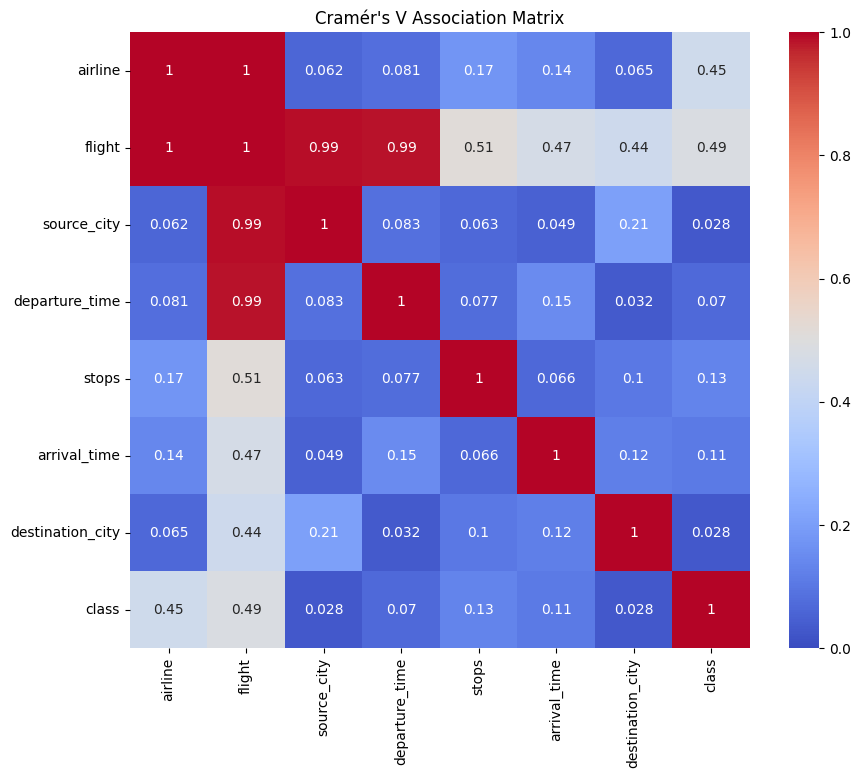 Cramér's V Association Matrix
airline 1 1 0.062 0.081 0.17 0.14 0.065 0.45
flight 1 1 0.99 0.99 0.51 0.47 0.44 0.49
source_city 0.062 0.99 1 0.083 0.063 0.049 0.21 0.028
departure_time 0.081 0.99 0.083 1 0.077 0.15 0.032 0.07
stops 0.17 0.51 0.063 0.077 1 0.066 0.1 0.13
arrival_time 0.14 0.47 0.049 0.15 0.066 1 0.12 0.11
destination_city 0.065 0.44 0.21 0.032 0.1 0.12 1 0.028
class 0.45 0.49 0.028 0.07 0.13 0.11 0.028 1
airline flight source_city departure_time stops arrival_time destination_city class
1.0
0.8
0.6
0.4
0.2
0.0